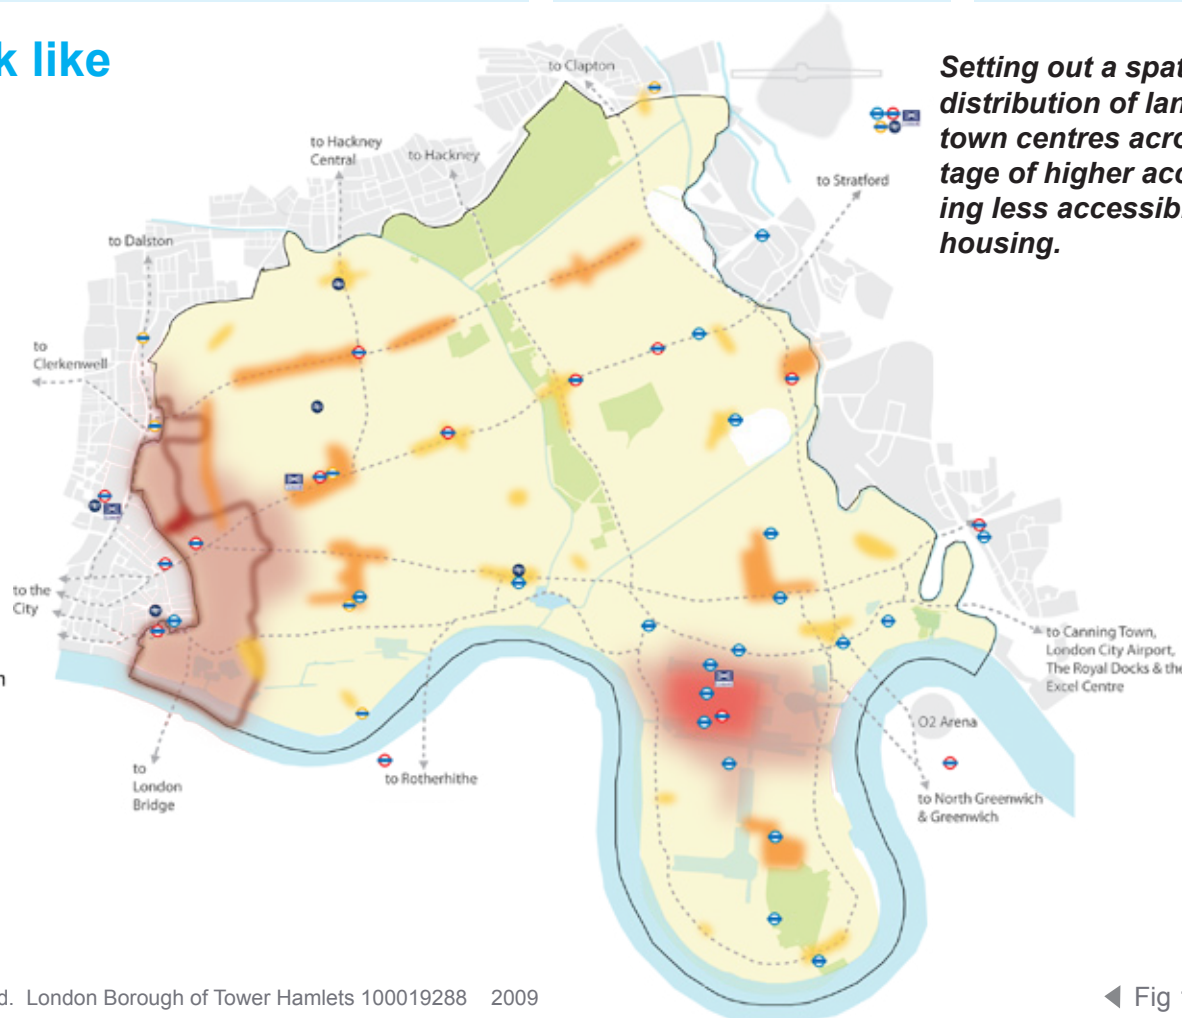 k like
Setting out a spat
distribution of lan
town centres acro
tage of higher acc
ing less accessib
housing.
to Clapton
to Hackney
Central
to Hackney
to Stratford
to Dalston
to
Clerkenwell
to the
City
n
to Canning Town,
London City Airport,
The Royal Docks & the
Excel Centre
O2 Arena
to
London
Bridge
to Rotherhithe
to North Greenwich
& Greenwich
d. London Borough of Tower Hamlets 100019288 2009
Fig